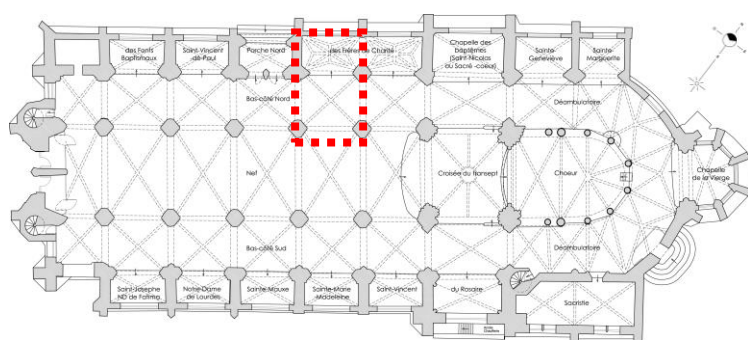 des Fonts
Baptismaux
Saint-Vincent
de-Paul
Porche Nord
des Frères de Charité
Chapelle des
baptêmes
(Saint-Nicolas
ou Sacré-coeur)
Sainte
Geneviève
Sainte
Marguerite
Bas-côté Nord
Déambulatoire
Nef
Croisée du transept
Choeur
Chapelle
de la Vierge
Bas-côté Sud
Déambulatoire
Saint-Josephe
ND de Fatima
Notre-Dame
de Lourdes
Sainte-Mauxe
Sainte-Marie
Madeleine
Saint-Vincent
du Rosaire
Sacristie